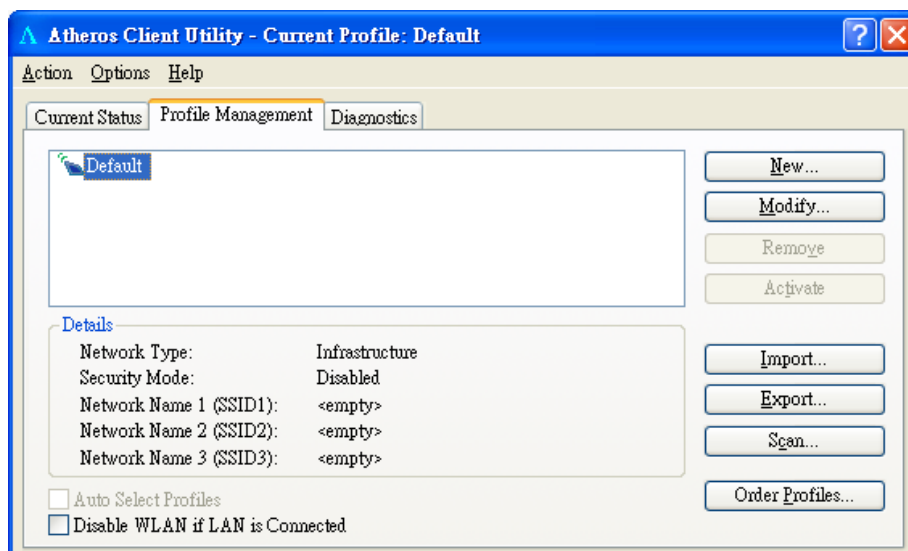 Atheros Client Utility - Current Profile: Default
Action Options Help
Current Status Profile Management Diagnostics
Default
New...
Modify...
Remove
Activate
Details
Network Type: Infrastructure
Security Mode: Disabled
Network Name 1 (SSID1): <empty>
Network Name 2 (SSID2): <empty>
Network Name 3 (SSID3): <empty>
Import...
Export...
Scan...
Order Profiles...
Auto Select Profiles
Disable WLAN if LAN is Connected